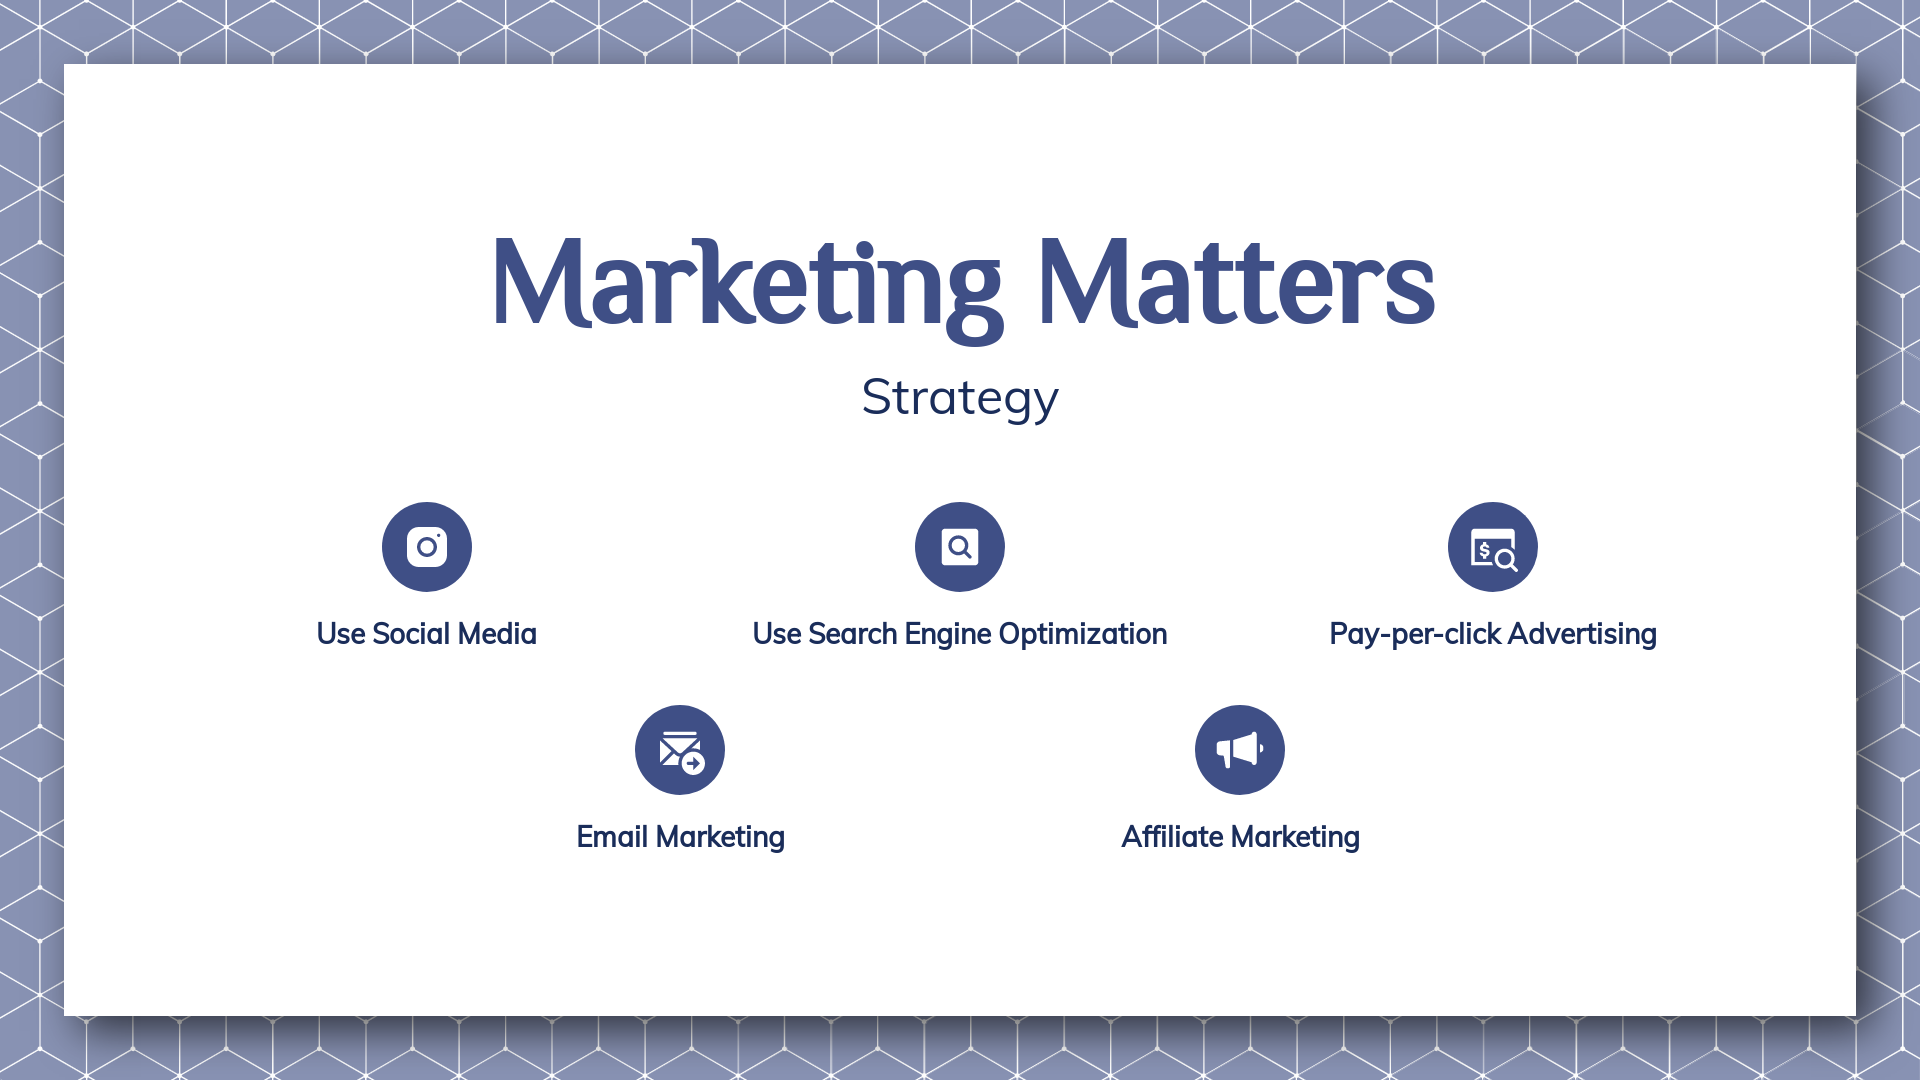 Marketing Matters
Strategy
Use Social Media
Use Search Engine Optimization
Pay-per-click Advertising
Email Marketing
Affiliate Marketing